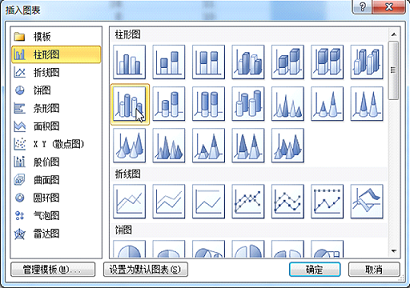 插入图表
模板
柱形图
折线图
饼图
条形图
面积图
X Y (散点图)
股价图
曲面图
圆环图
气泡图
雷达图
柱形图
折线图
饼图
管理模板(M)...
设置为默认图表(S)
确定
取消